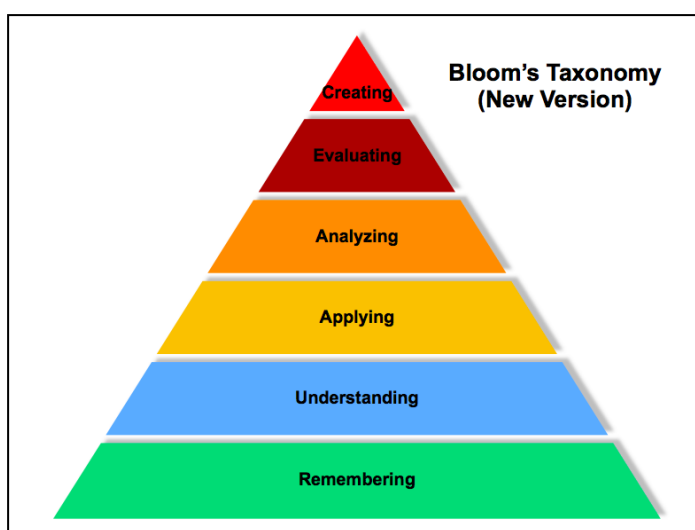 Bloom's Taxonomy
(New Version)
Creating
Evaluating
Analyzing
Applying
Understanding
Remembering